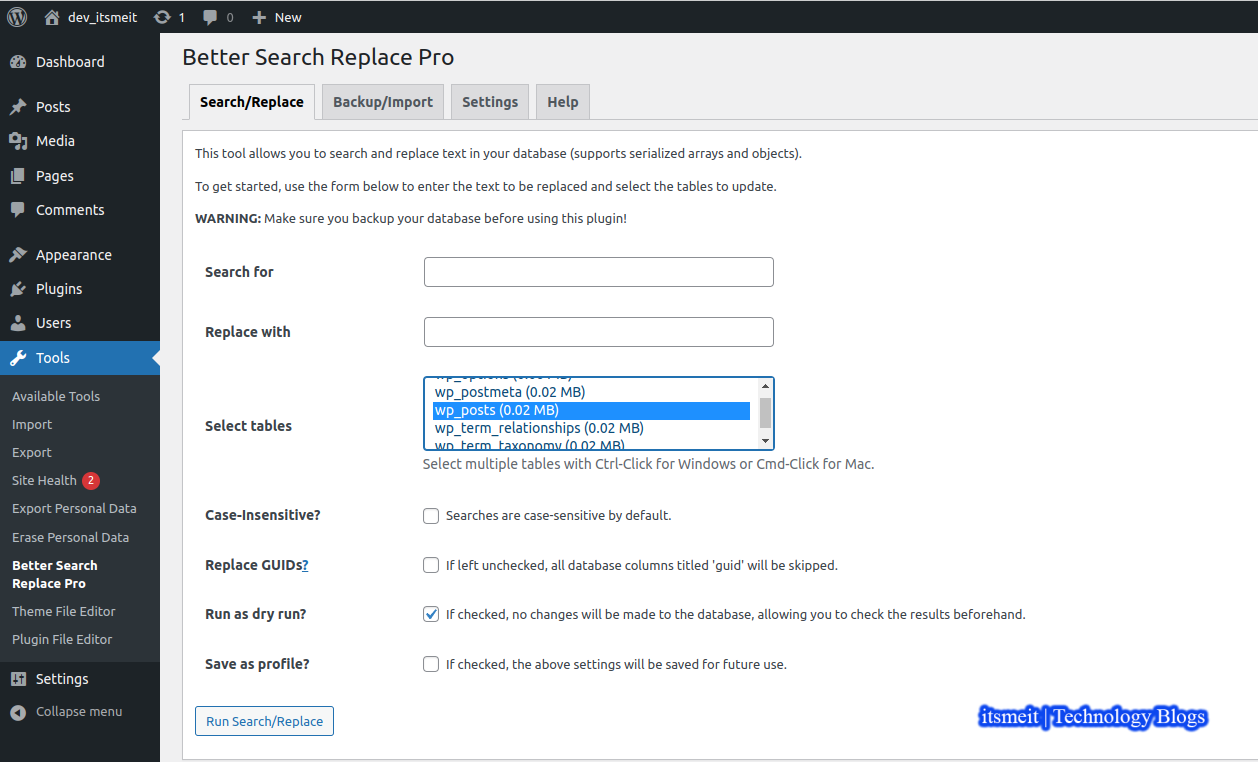 dev_itsmeit 1 0 New
Dashboard
Posts
Media
Pages
Comments
Appearance
Plugins
Users
Tools
Available Tools
Import
Export
Site Health 2
Export Personal Data
Erase Personal Data
Better Search
Replace Pro
Theme File Editor
Plugin File Editor
Settings
Collapse menu
Better Search Replace Pro
Search/Replace Backup/Import Settings Help
This tool allows you to search and replace text in your database (supports serialized arrays and objects).
To get started, use the form below to enter the text to be replaced and select the tables to update.
WARNING: Make sure you backup your database before using this plugin!
Search for
Replace with
Select tables
wp_postmeta (0.02 MB)
wp_posts (0.02 MB)
wp_term_relationships (0.02 MB)
wp_term_taxonomy (0.02 MB)
Select multiple tables with Ctrl-Click for Windows or Cmd-Click for Mac.
Case-Insensitive? Searches are case-sensitive by default.
Replace GUIDs? If left unchecked, all database columns titled 'guid' will be skipped.
Run as dry run? If checked, no changes will be made to the database, allowing you to check the results beforehand.
Save as profile? If checked, the above settings will be saved for future use.
Run Search/Replace
itsmeit | Technology Blogs